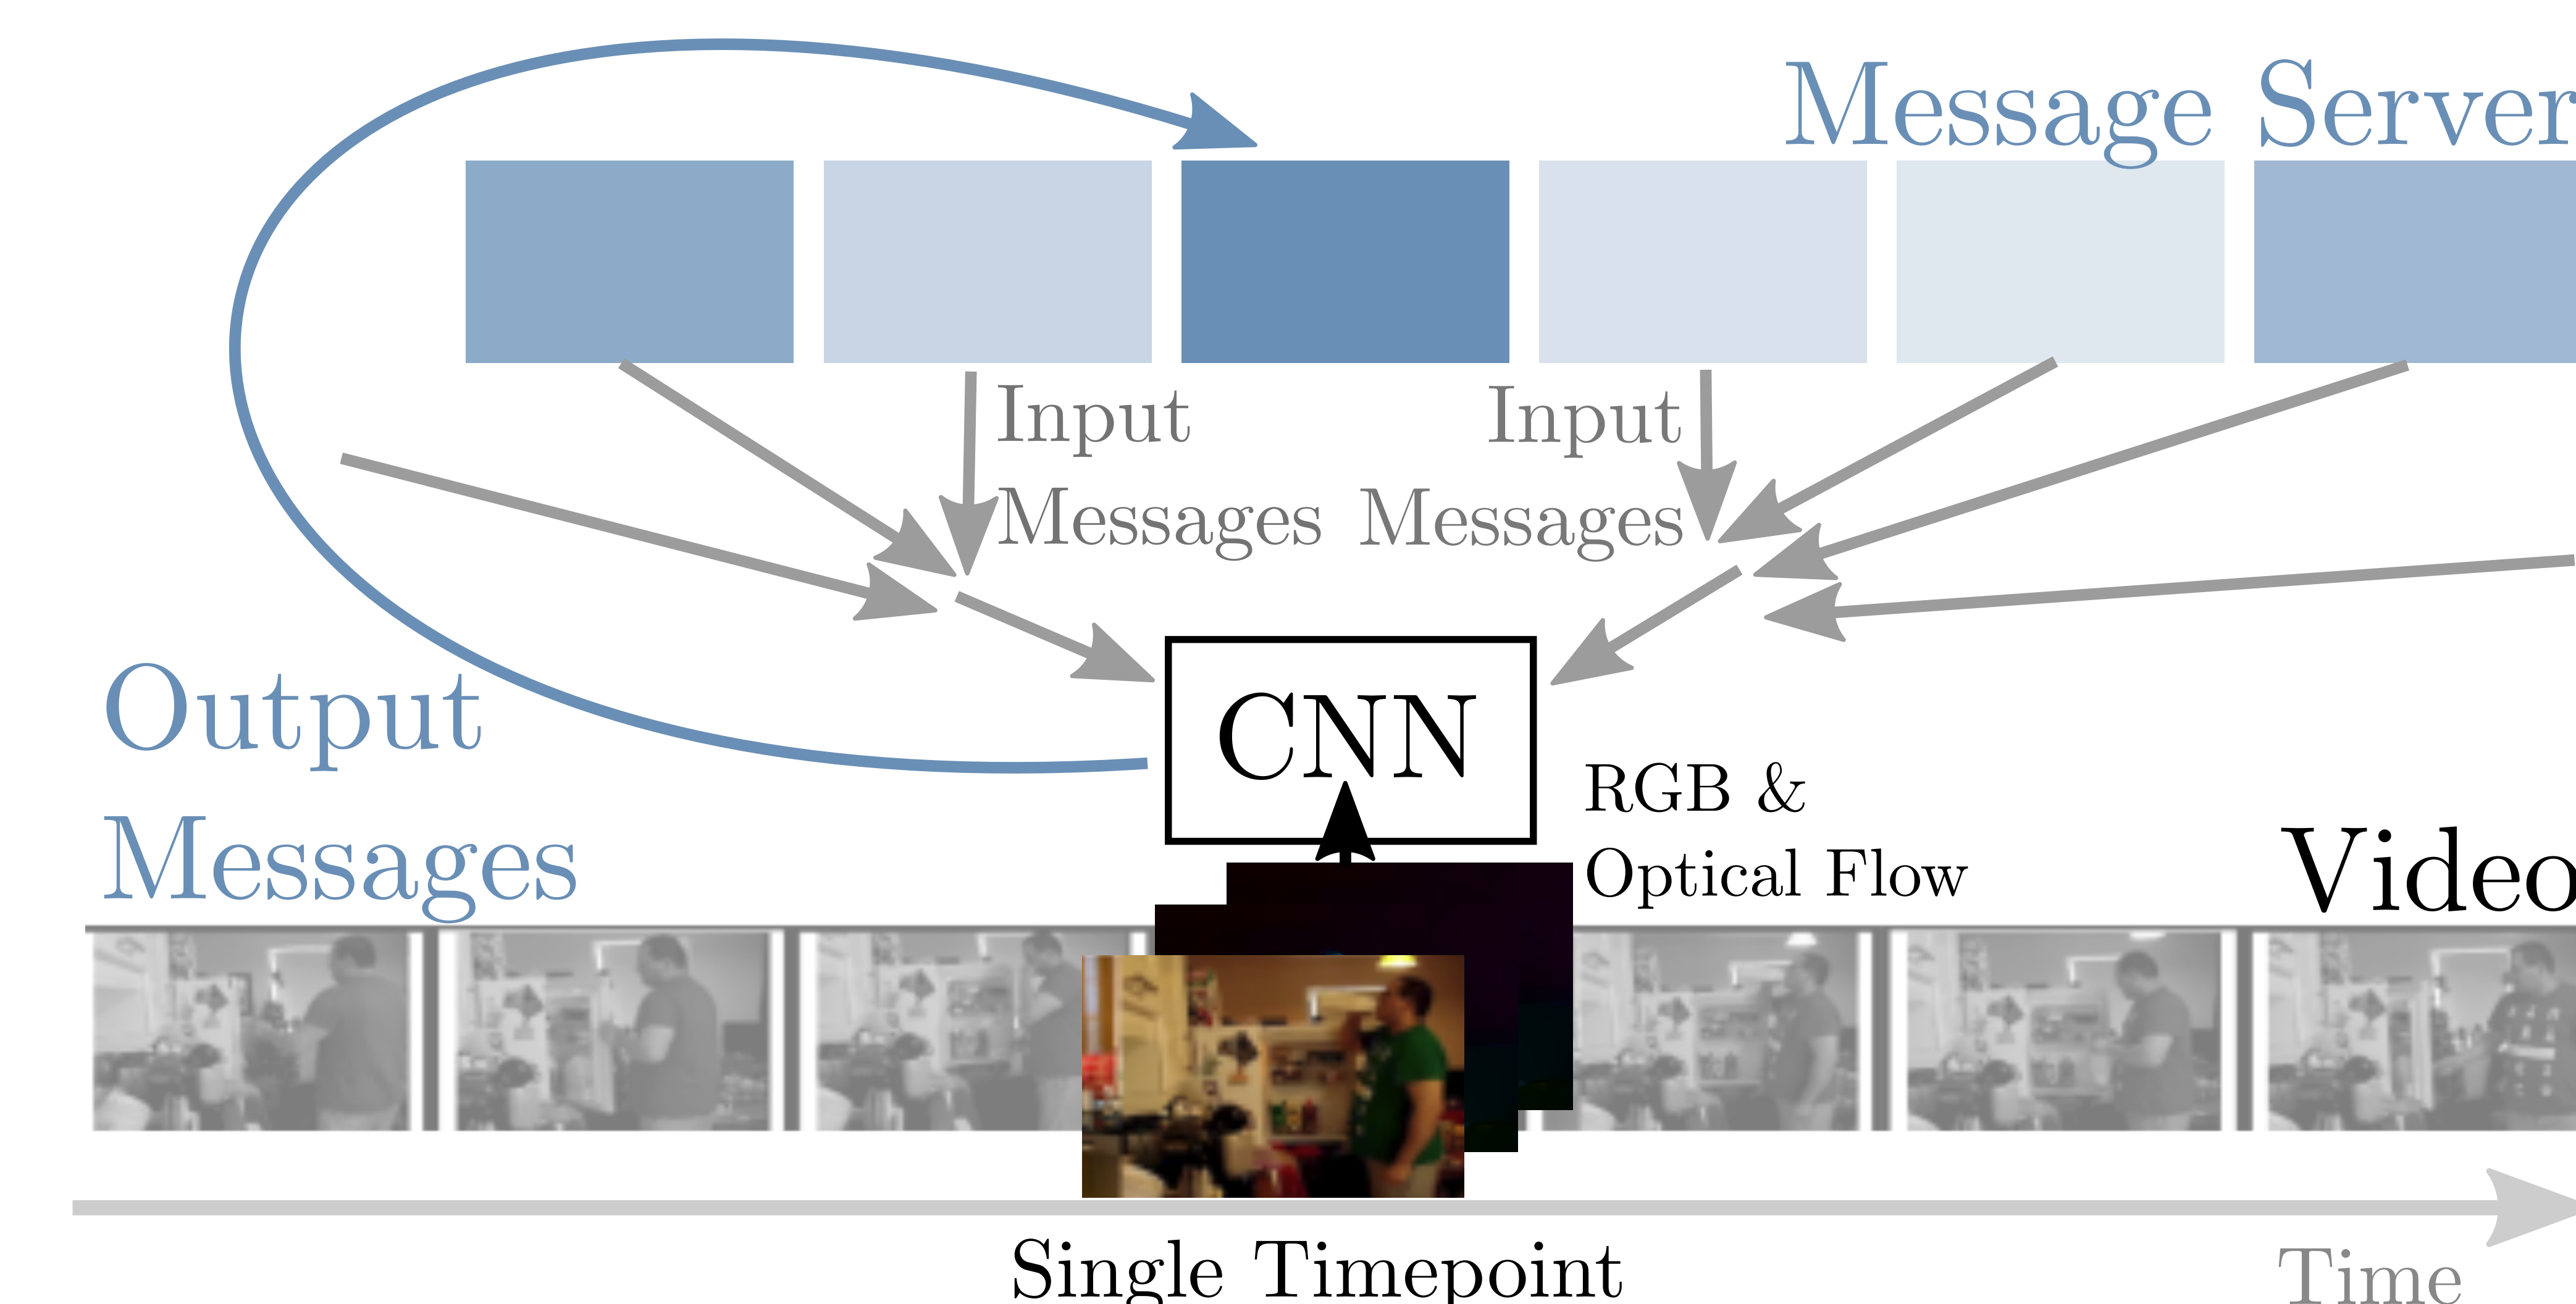 Message Server
Input
Messages
Input
Messages
CNN
Output
Messages
RGB &
Optical Flow
Video
Single Timepoint
Time